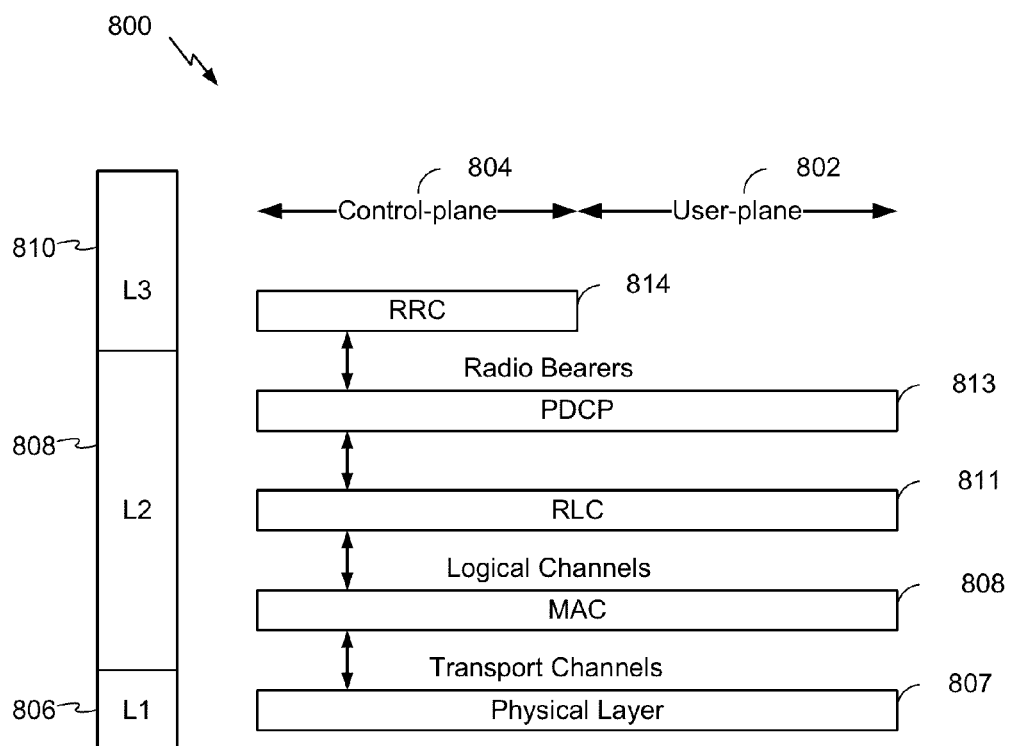 800
804
802
Control-plane
User-plane
810
L3
814
RRC
Radio Bearers
813
PDCP
808
L2
811
RLC
Logical Channels
808
MAC
Transport Channels
807
806
L1
Physical Layer